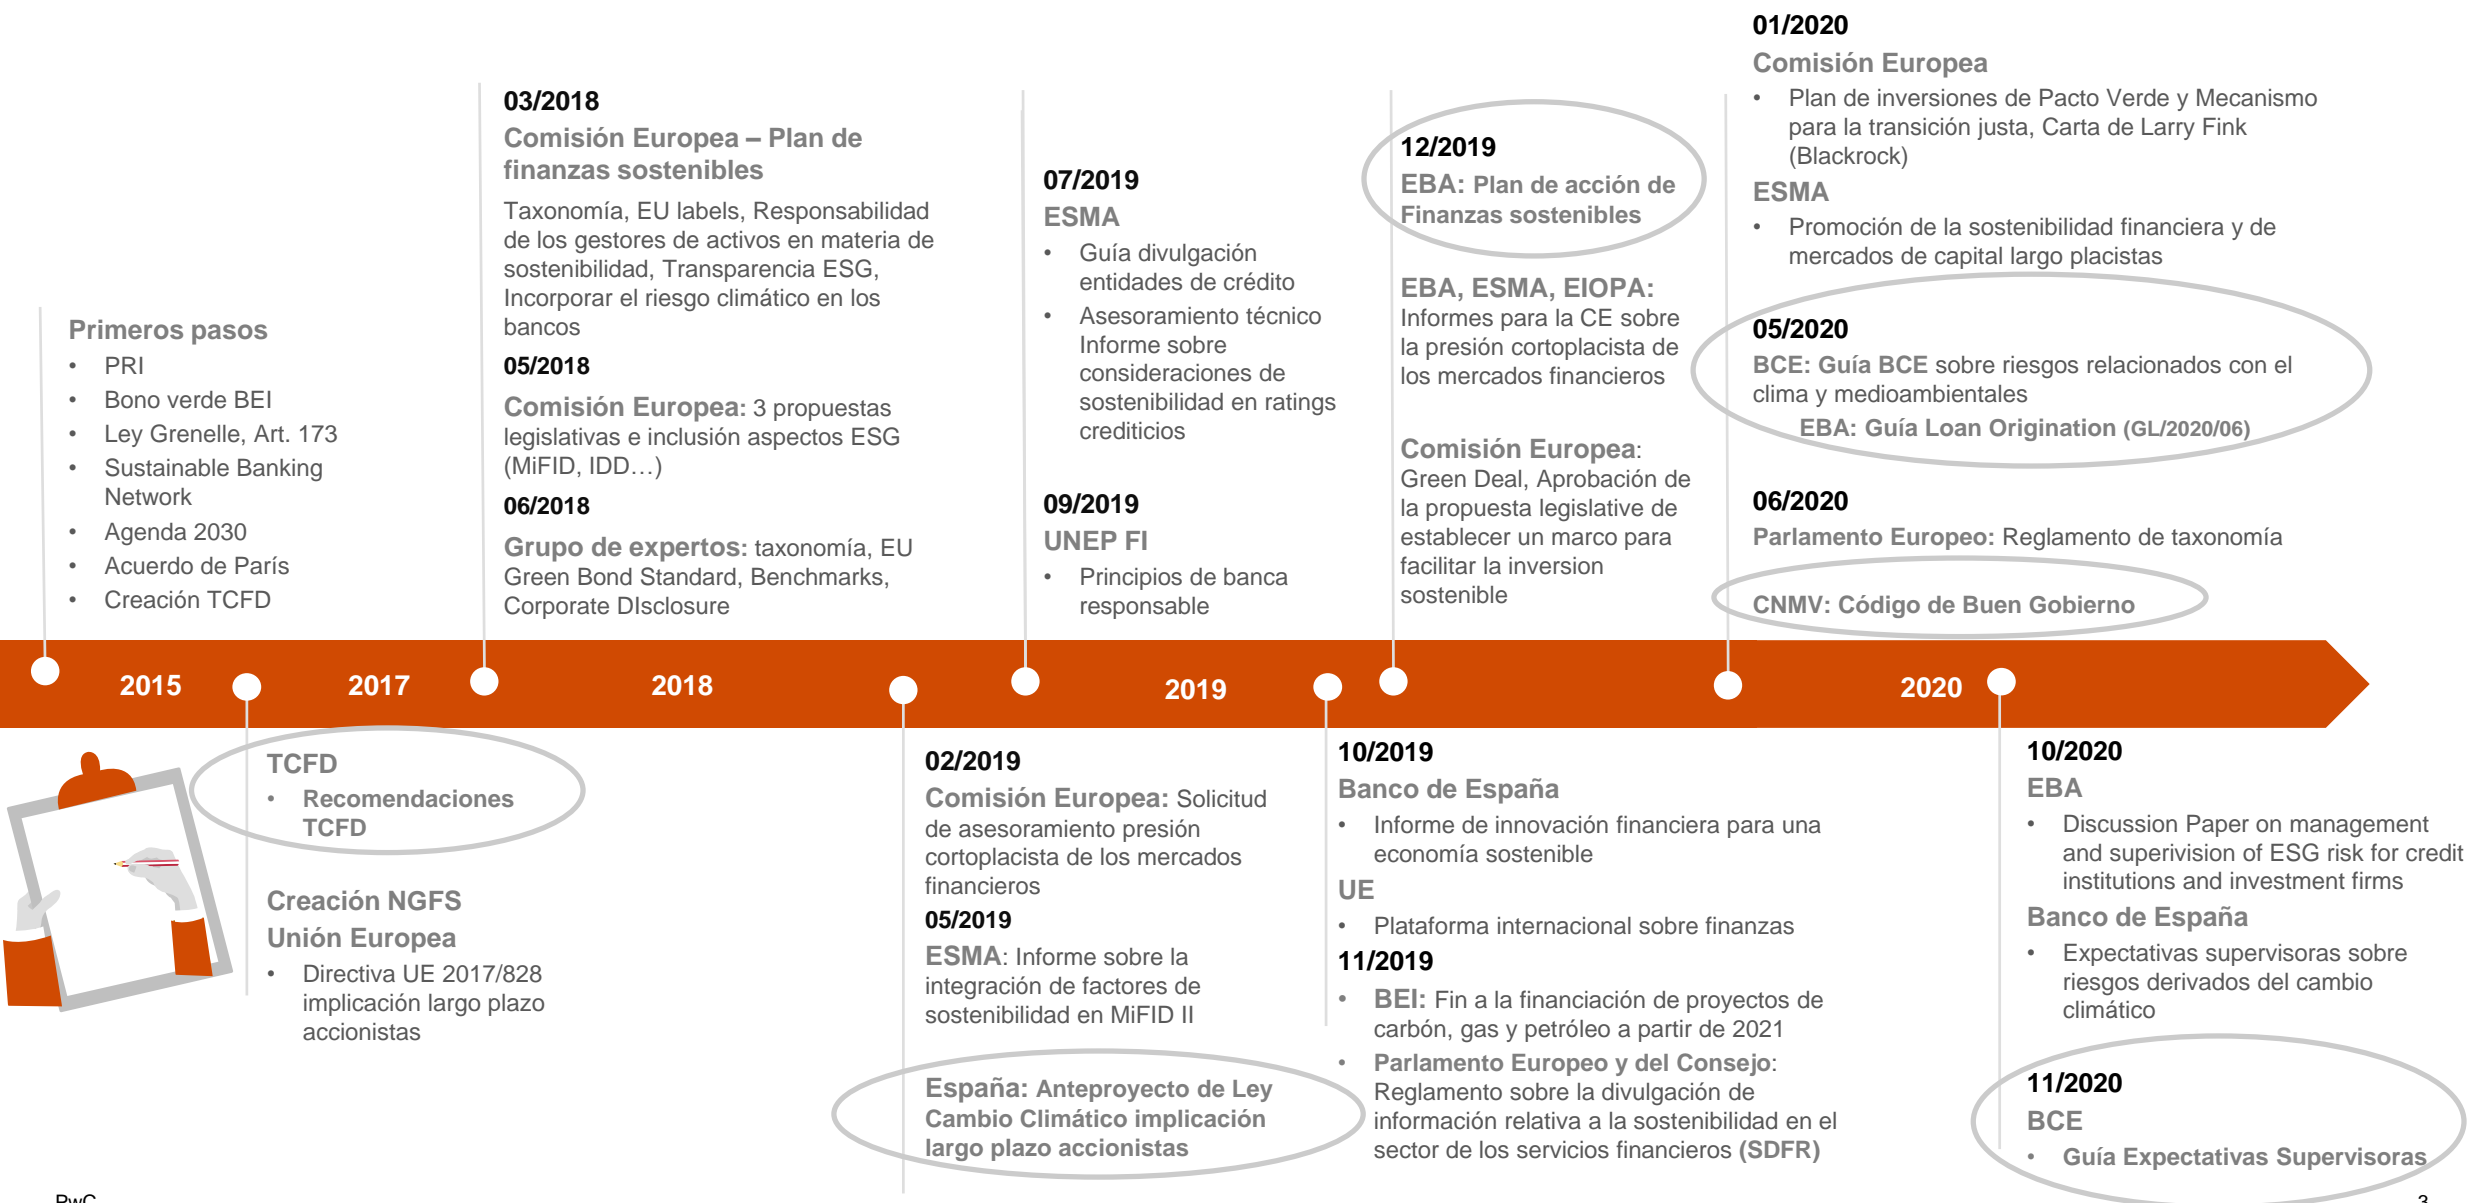 Primeros pasos
• PRI
• Bono verde BEI
• Ley Grenelle, Art. 173
• Sustainable Banking
Network
• Agenda 2030
• Acuerdo de París
• Creación TCFD
03/2018
Comisión Europea – Plan de
finanzas sostenibles
Taxonomía, EU labels, Responsabilidad
de los gestores de activos en materia de
sostenibilidad, Transparencia ESG,
Incorporar el riesgo climático en los
bancos
05/2018
Comisión Europea: 3 propuestas
legislativas e inclusión aspectos ESG
(MiFID, IDD…)
06/2018
Grupo de expertos: taxonomía, EU
Green Bond Standard, Benchmarks,
Corporate DIsclosure
07/2019
ESMA
• Guía divulgación
entidades de crédito
• Asesoramiento técnico
Informe sobre
consideraciones de
sostenibilidad en ratings
crediticios
09/2019
UNEP FI
• Principios de banca
responsable
12/2019
EBA: Plan de acción de
Finanzas sostenibles
EBA, ESMA, EIOPA:
Informes para la CE sobre
la presión cortoplacista de
los mercados financieros
Comisión Europea:
Green Deal, Aprobación de
la propuesta legislative de
establecer un marco para
facilitar la inversion
sostenible
01/2020
Comisión Europea
• Plan de inversiones de Pacto Verde y Mecanismo
para la transición justa, Carta de Larry Fink
(Blackrock)
ESMA
• Promoción de la sostenibilidad financiera y de
mercados de capital largo placistas
05/2020
BCE: Guía BCE sobre riesgos relacionados con el
clima y medioambientales
EBA: Guía Loan Origination (GL/2020/06)
06/2020
Parlamento Europeo: Reglamento de taxonomía
CNMV: Código de Buen Gobierno
2015
2017
2018
2019
2020
TCFD
• Recomendaciones
TCFD
Creación NGFS
Unión Europea
• Directiva UE 2017/828
implicación largo plazo
accionistas
02/2019
Comisión Europea: Solicitud
de asesoramiento presión
cortoplacista de los mercados
financieros
05/2019
ESMA: Informe sobre la
integración de factores de
sostenibilidad en MiFID II
España: Anteproyecto de Ley
Cambio Climático implicación
largo plazo accionistas
10/2019
Banco de España
• Informe de innovación financiera para una
economía sostenible
UE
• Plataforma internacional sobre finanzas
11/2019
• BEI: Fin a la financiación de proyectos de
carbón, gas y petróleo a partir de 2021
• Parlamento Europeo y del Consejo:
Reglamento sobre la divulgación de
información relativa a la sostenibilidad en el
sector de los servicios financieros (SDFR)
10/2020
EBA
• Discussion Paper on management
and superivision of ESG risk for credit
institutions and investment firms
Banco de España
• Expectativas supervisoras sobre
riesgos derivados del cambio
climático
11/2020
BCE
• Guía Expectativas Supervisoras
PwC
3